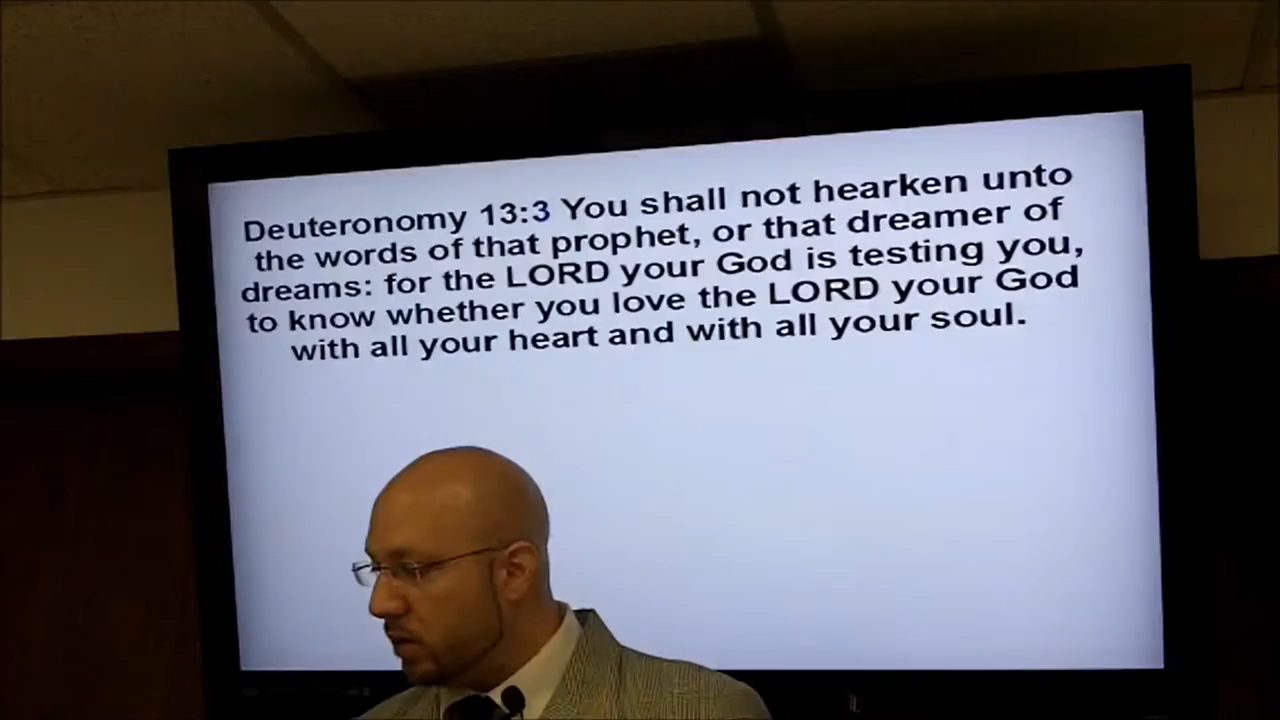 Deuteronomy 13:3 You shall not hearken unto
the words of that prophet, or that dreamer of
dreams: for the LORD your God is testing you,
to know whether you love the LORD your God
with all your heart and with all your soul.